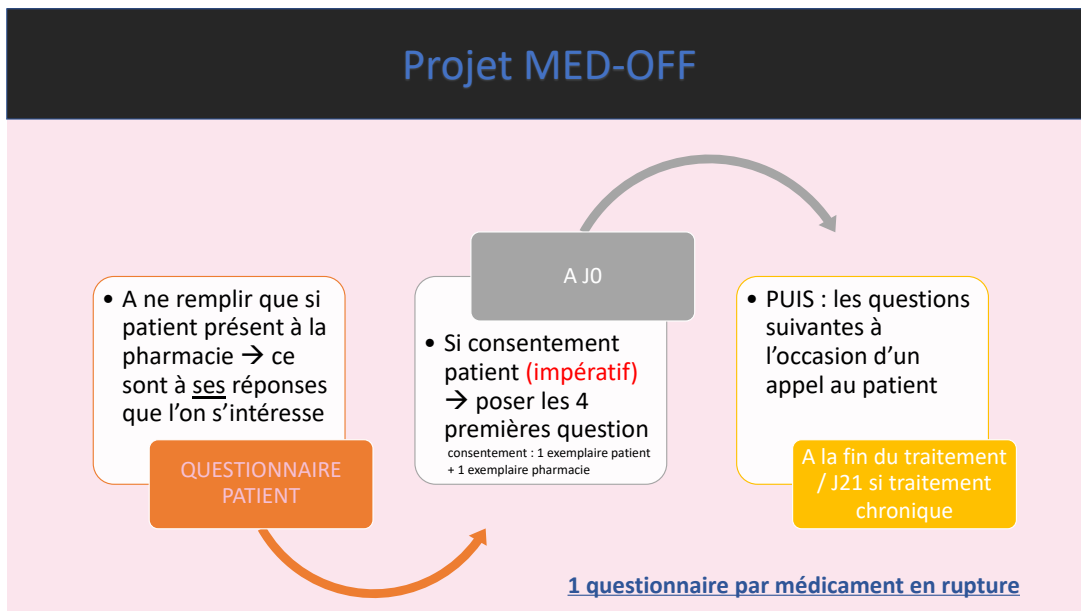 Projet MED-OFF
• A ne remplir que si
patient présent à la
pharmacie → ce
sont à ses réponses
que l'on s'intéresse
QUESTIONNAIRE
PATIENT
A J0
• Si consentement
patient (impératif)
→ poser les 4
premières question
consentement : 1 exemplaire patient
+ 1 exemplaire pharmacie
• PUIS : les questions
suivantes à
l'occasion d'un
appel au patient
A la fin du traitement
/ J21 si traitement
chronique
1 questionnaire par médicament en rupture